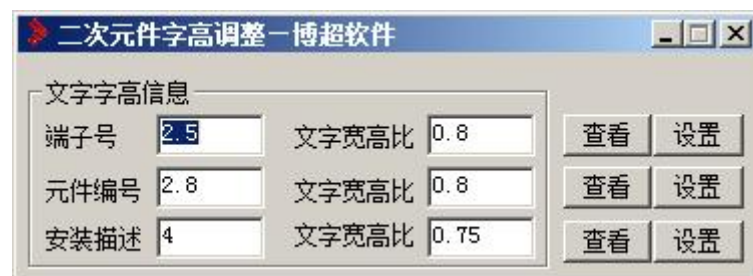 二次元件字高调整－博超软件
文字字高信息
端子号 2.5 文字宽高比 0.8 查看 设置
元件编号 2.8 文字宽高比 0.8 查看 设置
安装描述 4 文字宽高比 0.75 查看 设置